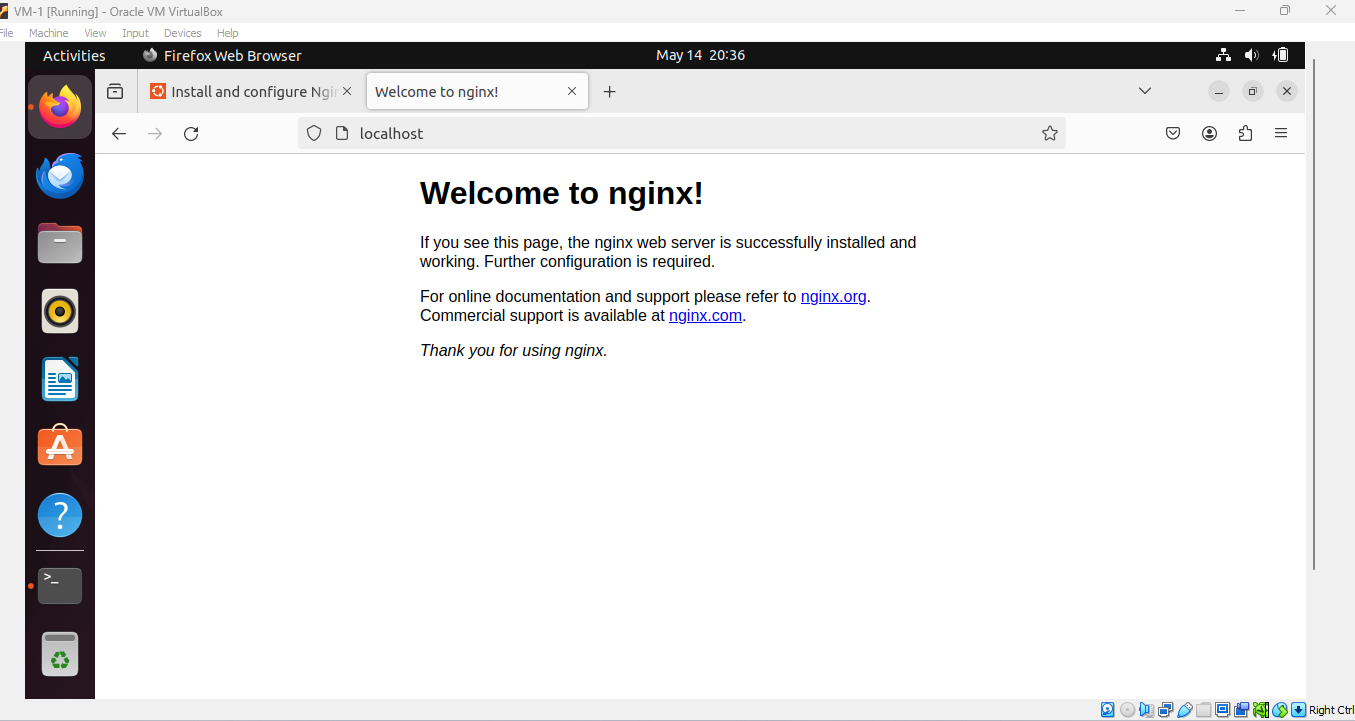 VM-1 [Running] - Oracle VM VirtualBox
File Machine View Input Devices Help
Activities Firefox Web Browser May 14 20:36
Install and configure Ngin Welcome to nginx!
localhost
Welcome to nginx!
If you see this page, the nginx web server is successfully installed and
working. Further configuration is required.
For online documentation and support please refer to nginx.org.
Commercial support is available at nginx.com.
Thank you for using nginx.
>_
Right Ctrl